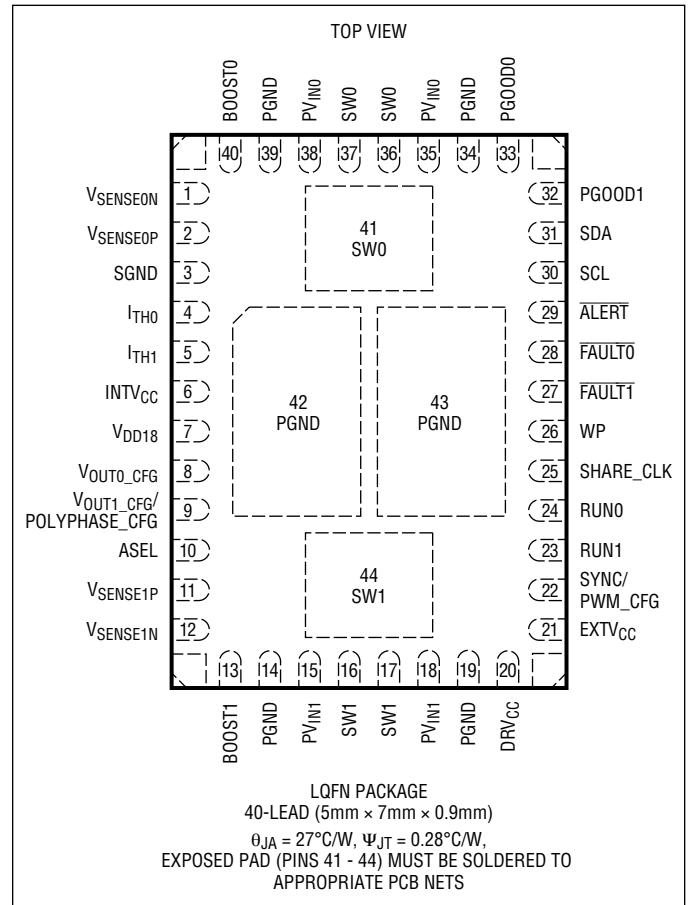 TOP VIEW
BOOST0 PGND PVIN0 SW0 SW0 PVIN0 PGND PGOOD0
40 39 38 37 36 35 34 33
VSENSE0N 1
VSENSE0P 2
SGND 3
ITH0 4
ITH1 5
INTVCC 6
VDD18 7
VOUT0_CFG 8
VOUT1_CFG/
POLYPHASE_CFG 9
ASEL 10
VSENSE1P 11
VSENSE1N 12
41
SW0
42
PGND
43
PGND
44
SW1
32 PGOOD1
31 SDA
30 SCL
29 ALERT
28 FAULT0
27 FAULT1
26 WP
25 SHARE_CLK
24 RUN0
23 RUN1
22 SYNC/
PWM_CFG
21 EXTVCC
13 14 15 16 17 18 19 20
BOOST1 PGND PVIN1 SW1 SW1 PVIN1 PGND DRVCC
LQFN PACKAGE
40-LEAD (5mm × 7mm × 0.9mm)
θJA = 27°C/W, ΨJT = 0.28°C/W,
EXPOSED PAD (PINS 41 - 44) MUST BE SOLDERED TO
APPROPRIATE PCB NETS